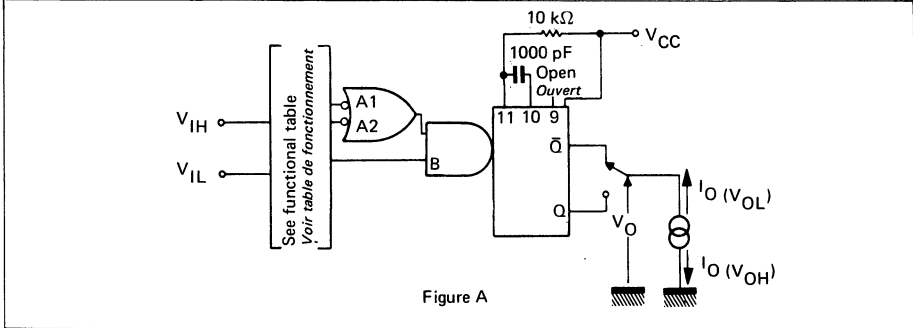 10 kΩ
V_CC
1000 pF
Open
Ouvert
11 10 9
See functional table
Voir table de fonctionnement
A1
A2
B
V_IH
V_IL
Q̄
Q
V_O
I_O (V_OL)
I_O (V_OH)
Figure A